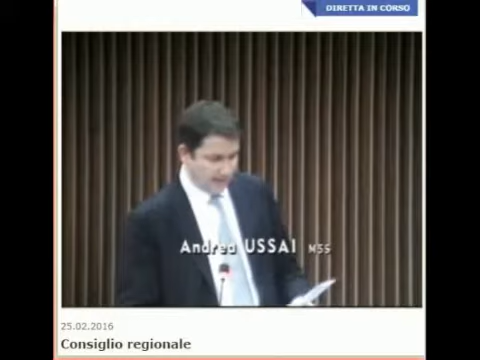 DIRETTA IN CORSO
Andrea USSAI M5S
25.02.2016
Consiglio regionale